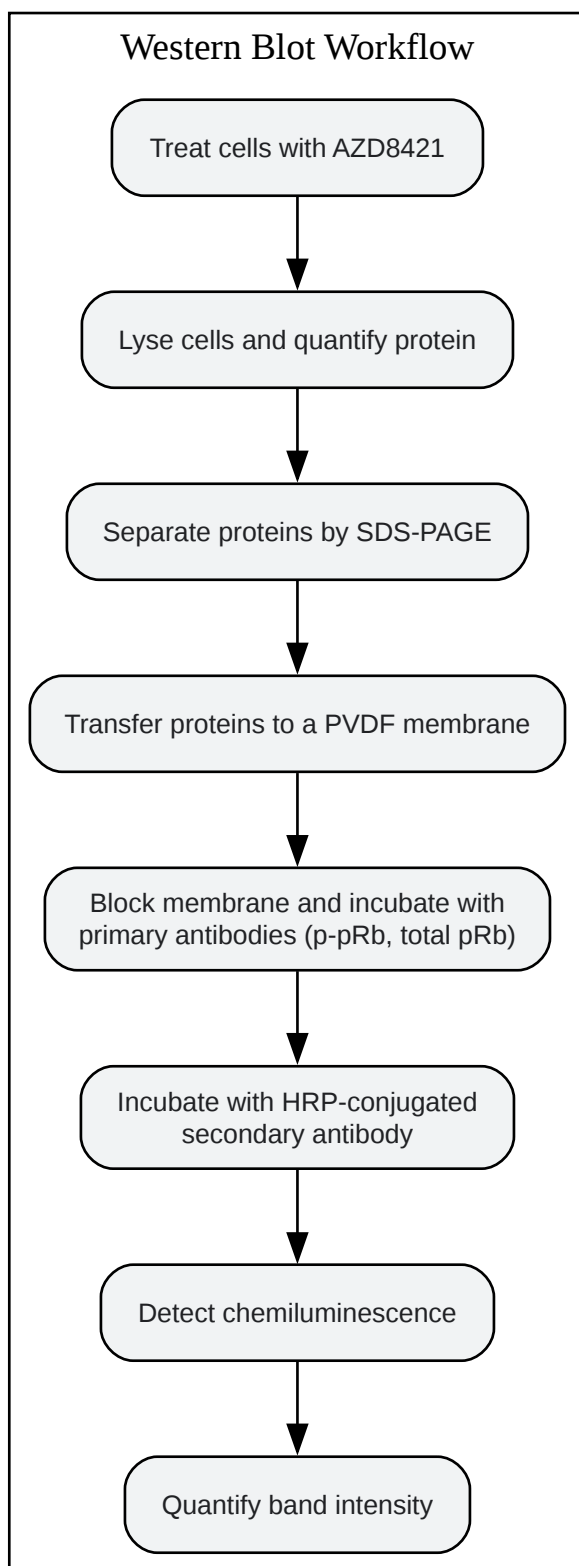 Western Blot Workflow
Treat cells with AZD8421
Lyse cells and quantify protein
Separate proteins by SDS-PAGE
Transfer proteins to a PVDF membrane
Block membrane and incubate with
primary antibodies (p-pRb, total pRb)
Incubate with HRP-conjugated
secondary antibody
Detect chemiluminescence
Quantify band intensity